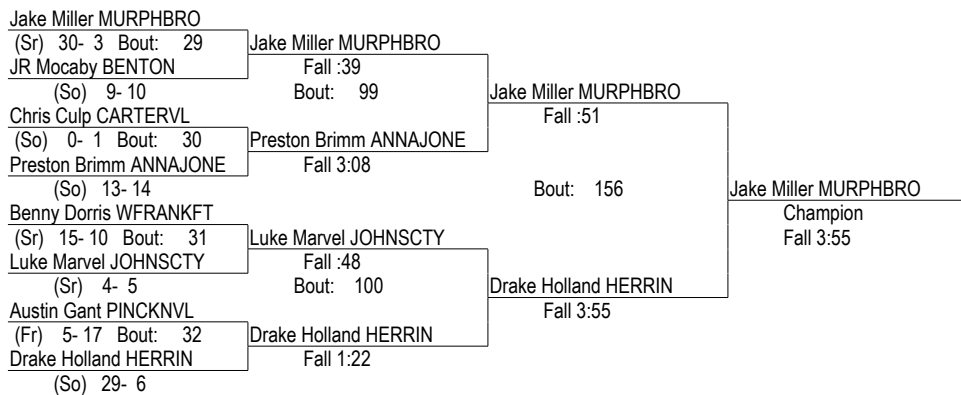 Jake Miller MURPHBRO
(Sr) 30- 3 Bout: 29
Jake Miller MURPHBRO
JR Mocaby BENTON
Fall :39
(So) 9- 10
Bout: 99
Jake Miller MURPHBRO
Chris Culp CARTERVL
Fall :51
(So) 0- 1 Bout: 30
Preston Brimm ANNAJONE
Preston Brimm ANNAJONE
Fall 3:08
(So) 13- 14
Bout: 156
Jake Miller MURPHBRO
Benny Dorris WFRANKFT
Champion
(Sr) 15- 10 Bout: 31
Luke Marvel JOHNSCTY
Fall 3:55
Luke Marvel JOHNSCTY
Fall :48
(Sr) 4- 5
Bout: 100
Drake Holland HERRIN
Austin Gant PINCKNVL
Fall 3:55
(Fr) 5- 17 Bout: 32
Drake Holland HERRIN
Drake Holland HERRIN
Fall 1:22
(So) 29- 6